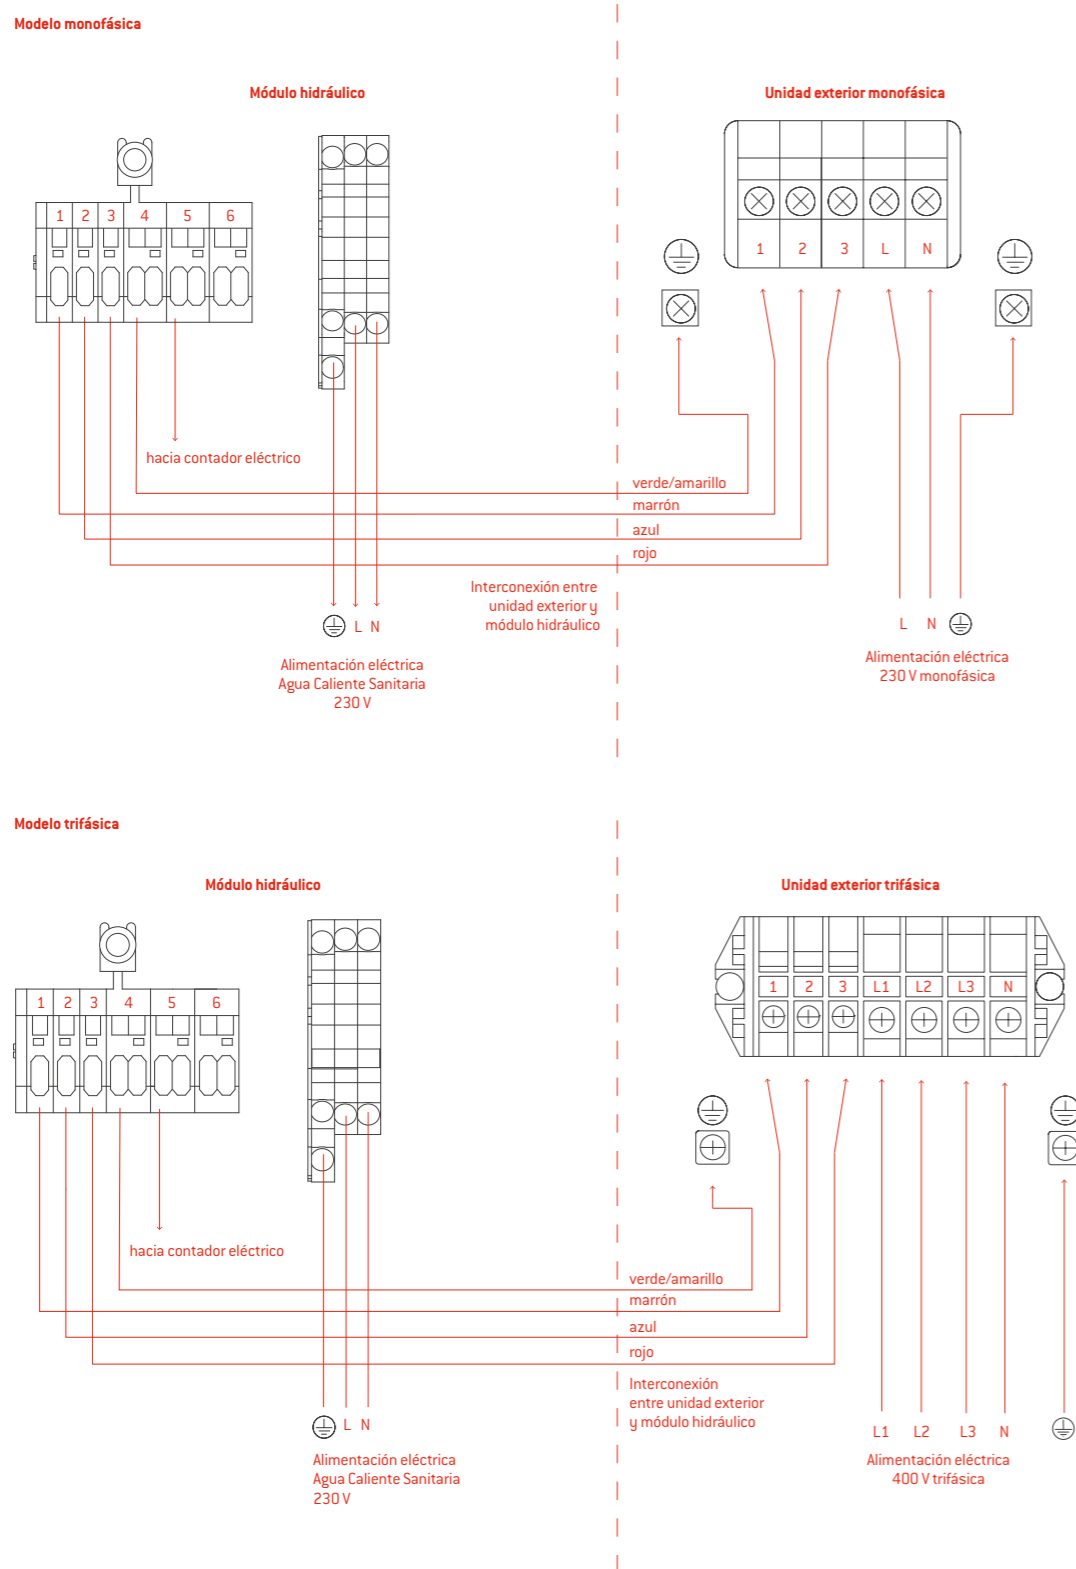 Modelo monofásica
Módulo hidráulico
Unidad exterior monofásica
1 2 3 4 5 6
1 2 3 L N
hacia contador eléctrico
verde/amarillo
marrón
azul
rojo
Interconexión entre
unidad exterior y
módulo hidráulico
L N
Alimentación eléctrica
Agua Caliente Sanitaria
230 V
L N
Alimentación eléctrica
230 V monofásica
Modelo trifásica
Módulo hidráulico
Unidad exterior trifásica
1 2 3 4 5 6
1 2 3 L1 L2 L3 N
hacia contador eléctrico
verde/amarillo
marrón
azul
rojo
Interconexión
entre unidad exterior
y módulo hidráulico
L N
Alimentación eléctrica
Agua Caliente Sanitaria
230 V
L1 L2 L3 N
Alimentación eléctrica
400 V trifásica